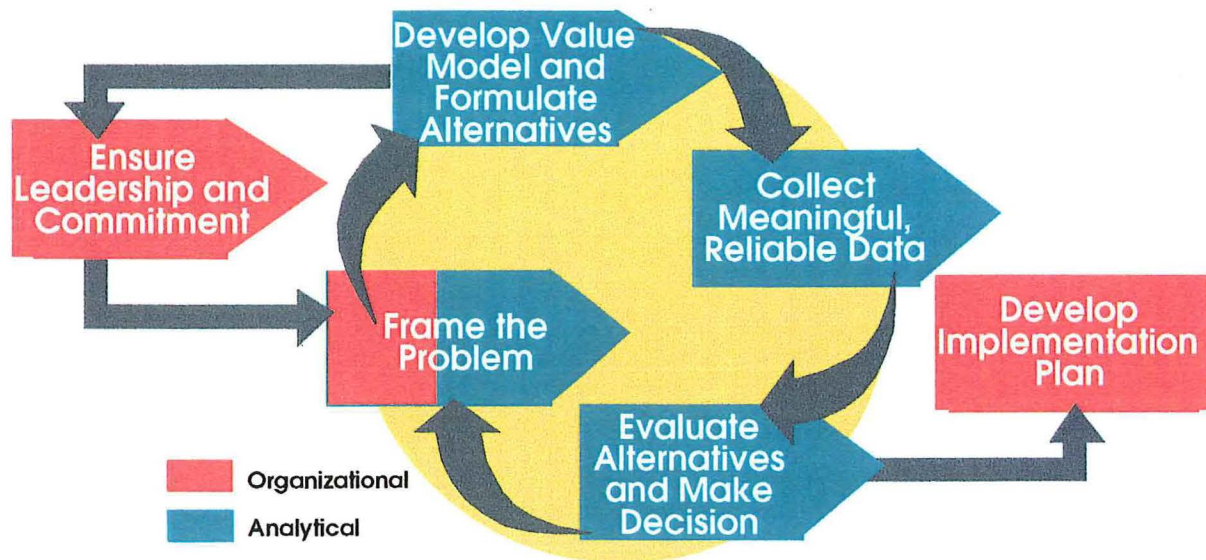 Develop Value
Model and
Formulate
Alternatives
Ensure
Leadership and
Commitment
Collect
Meaningful,
Reliable Data
Frame the
Problem
Develop
Implementation
Plan
Evaluate
Alternatives
and Make
Decision
Organizational
Analytical